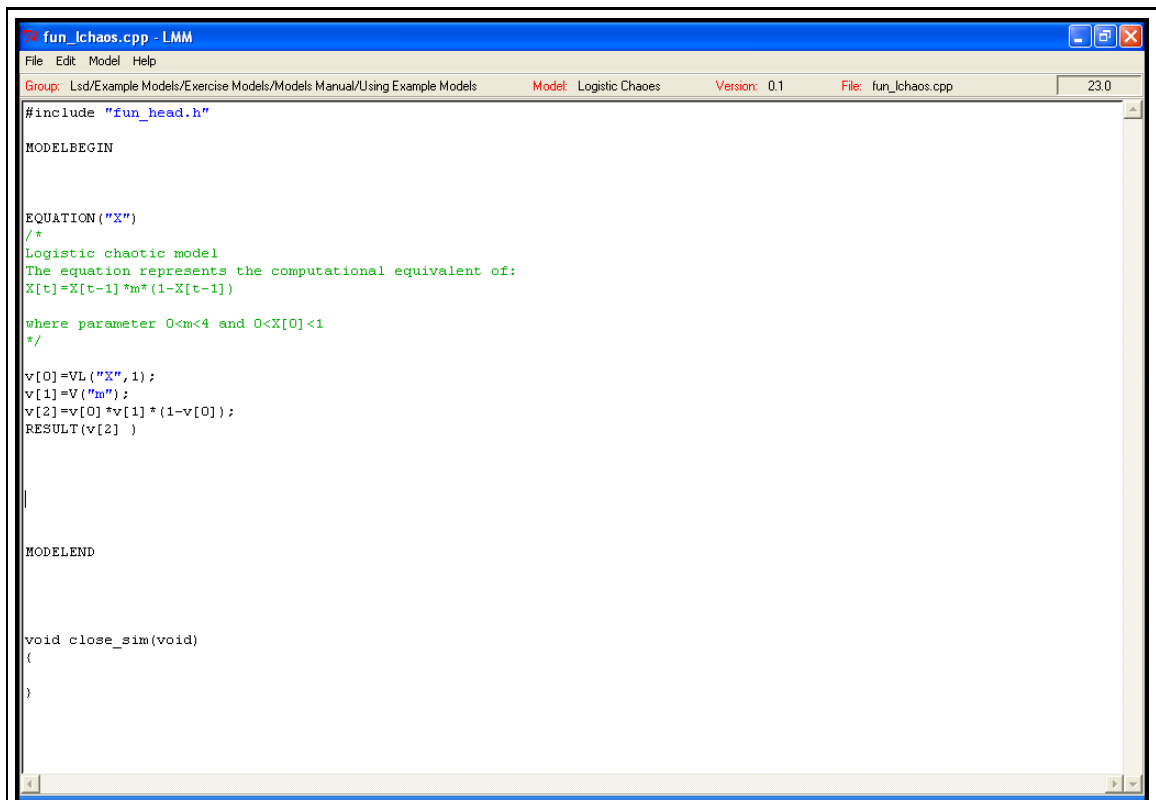 7% fun_lchaos.cpp - LMM
File Edit Model Help
Group: Lsd/Example Models/Exercise Models/Models Manual/Using Example Models Model: Logistic Chaoes Version: 0.1 File: fun_lchaos.cpp 23.0
#include "fun_head.h"
MODELBEGIN
EQUATION("X")
/*
Logistic chaotic model
The equation represents the computational equivalent of:
X[t]=X[t-1]*m*(1-X[t-1])
where parameter 0<m<4 and 0<X[0]<1
*/
v[0]=VL("X",1);
v[1]=V("m");
v[2]=v[0]*v[1]*(1-v[0]);
RESULT(v[2] )
MODELEND
void close_sim(void)
{
}